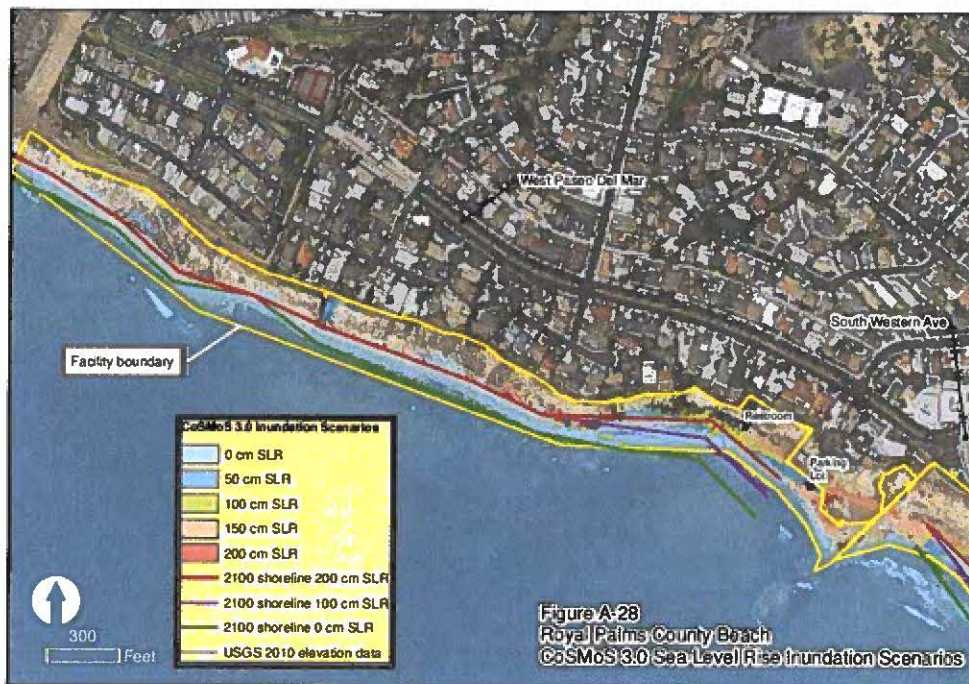 West Paseo Del Mar
South Western Ave
Facility boundary
Restroom
Parking
Lot
CoSMoS 3.0 Inundation Scenarios
0 cm SLR
50 cm SLR
100 cm SLR
150 cm SLR
200 cm SLR
2100 shoreline 200 cm SLR
2100 shoreline 100 cm SLR
2100 shoreline 0 cm SLR
USGS 2010 elevation data
300
Feet
Figure A-28
Royal Palms County Beach
CoSMoS 3.0 Sea Level Rise Inundation Scenarios